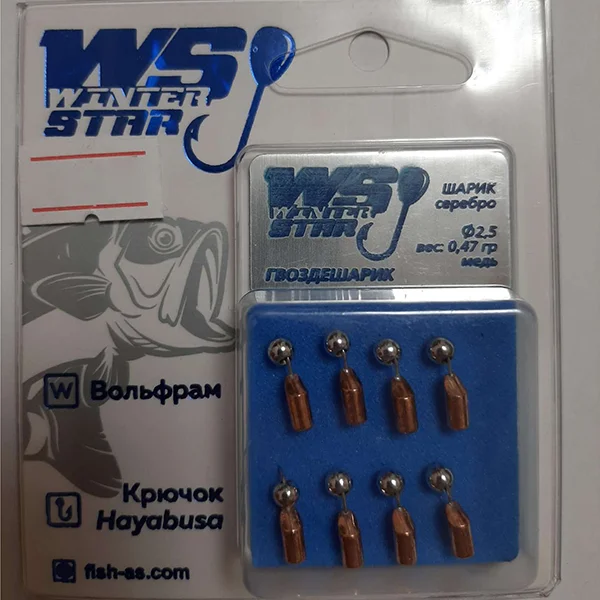 WS
WINTER
STAR
WS
WINTER
STAR
ШАРИК
серебро
Ø2,5
вес: 0,47 гр
медь
ГВОЗДЕШАРИК
W Вольфрам
Крючок
Hayabusa
fish-as.com